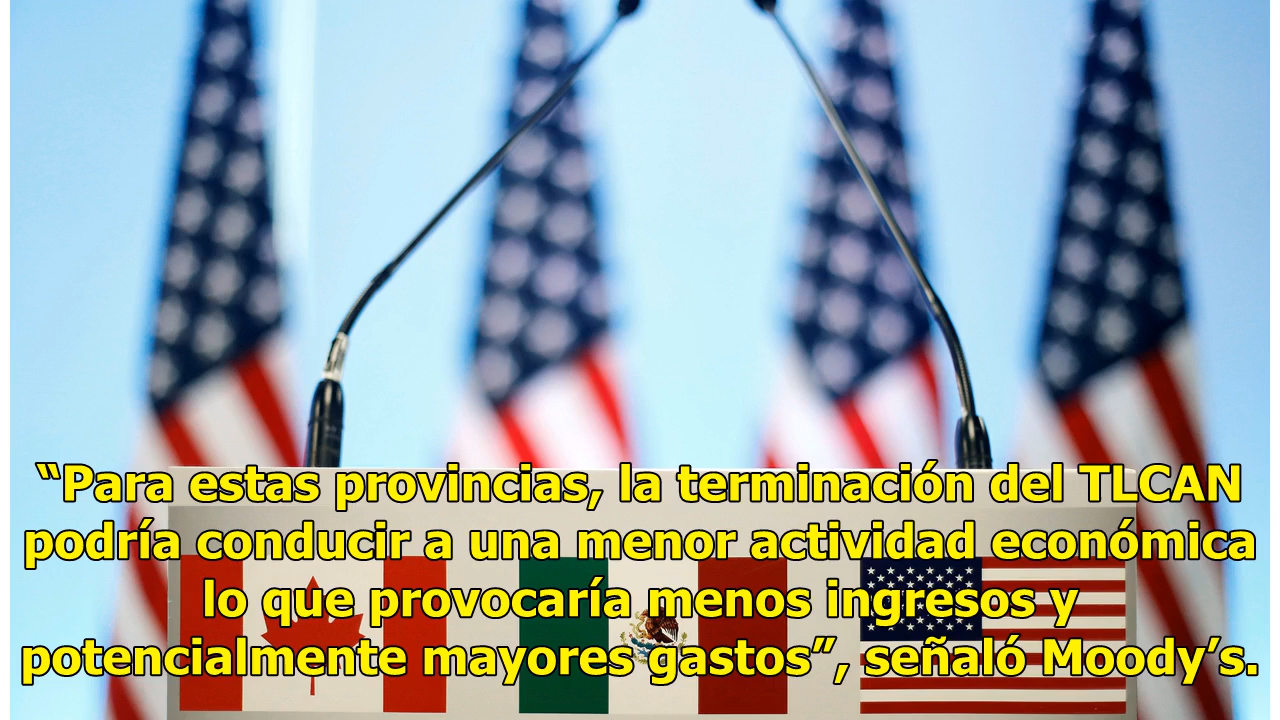 “Para estas provincias, la terminación del TLCAN
podría conducir a una menor actividad económica
lo que provocaría menos ingresos y
potencialmente mayores gastos”, señaló Moody’s.